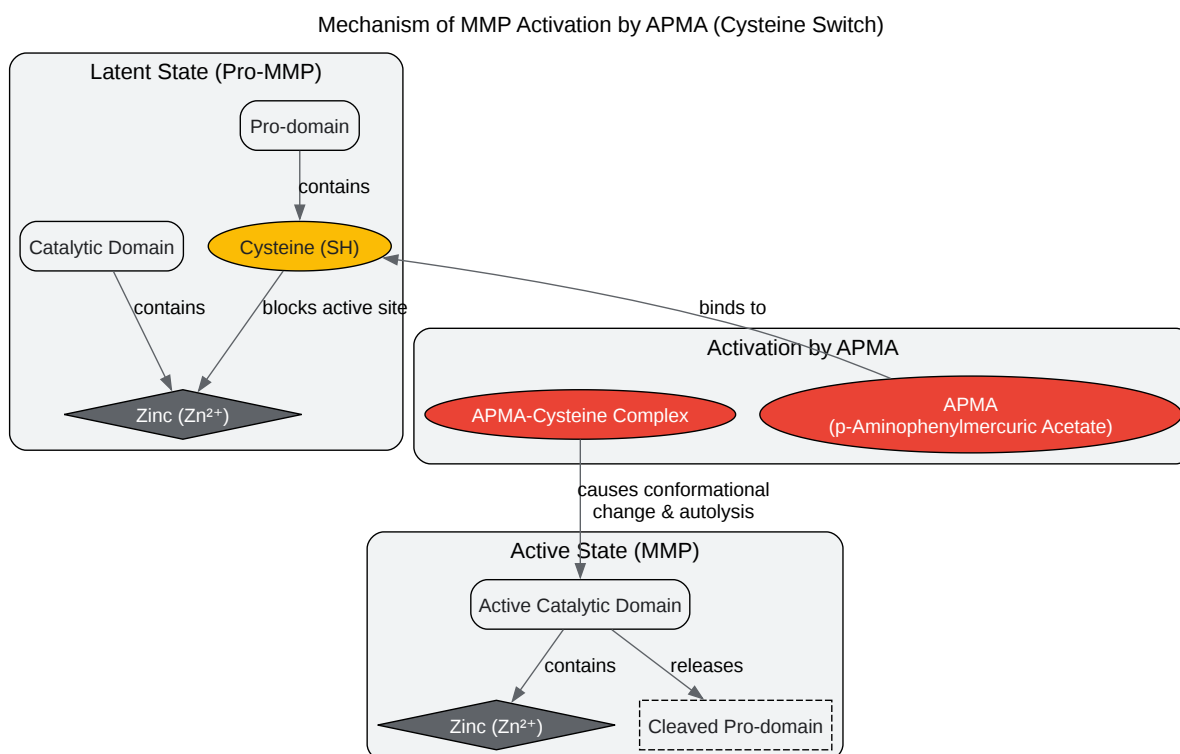 Mechanism of MMP Activation by APMA (Cysteine Switch)
Latent State (Pro-MMP)
Pro-domain
contains
Catalytic Domain
Cysteine (SH)
contains
blocks active site
binds to
Zinc (Zn²⁺)
Activation by APMA
APMA-Cysteine Complex
APMA
(p-Aminophenylmercuric Acetate)
causes conformational
change & autolysis
Active State (MMP)
Active Catalytic Domain
contains
releases
Zinc (Zn²⁺)
Cleaved Pro-domain